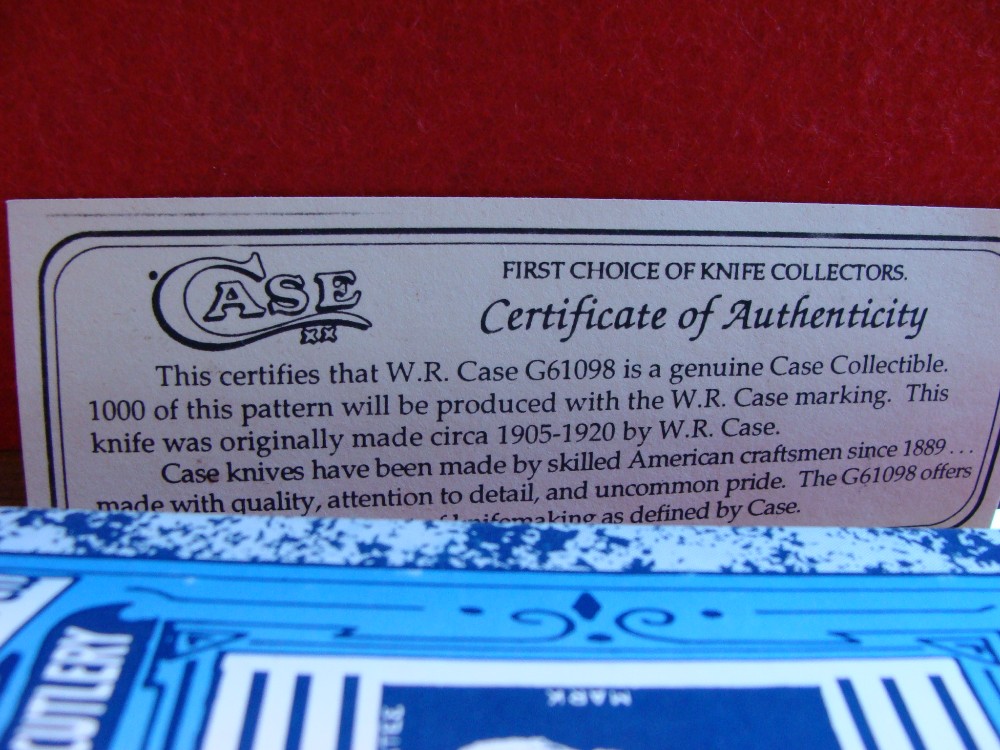 CASE
XX
FIRST CHOICE OF KNIFE COLLECTORS.
Certificate of Authenticity
This certifies that W.R. Case G61098 is a genuine Case Collectible.
1000 of this pattern will be produced with the W.R. Case marking. This
knife was originally made circa 1905-1920 by W.R. Case.
Case knives have been made by skilled American craftsmen since 1889...
made with quality, attention to detail, and uncommon pride. The G61098 offers
of knifemaking as defined by Case.
CUTLERY
MARK